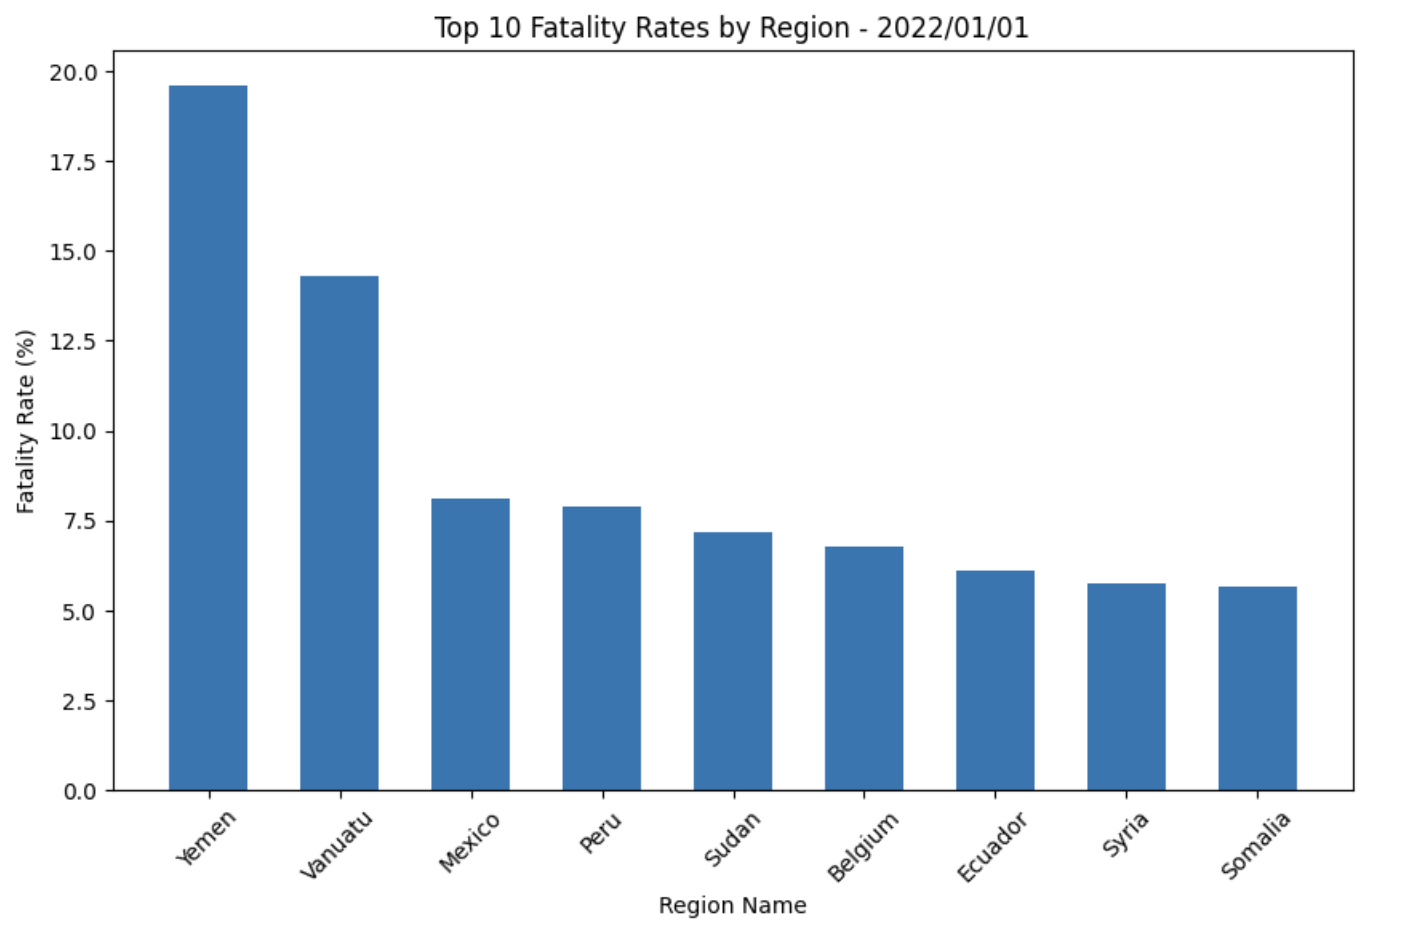 Top 10 Fatality Rates by Region - 2022/01/01
Fatality Rate (%)
20.0
17.5
15.0
12.5
10.0
7.5
5.0
2.5
0.0
Yemen
Vanuatu
Mexico
Peru
Sudan
Belgium
Ecuador
Syria
Somalia
Region Name